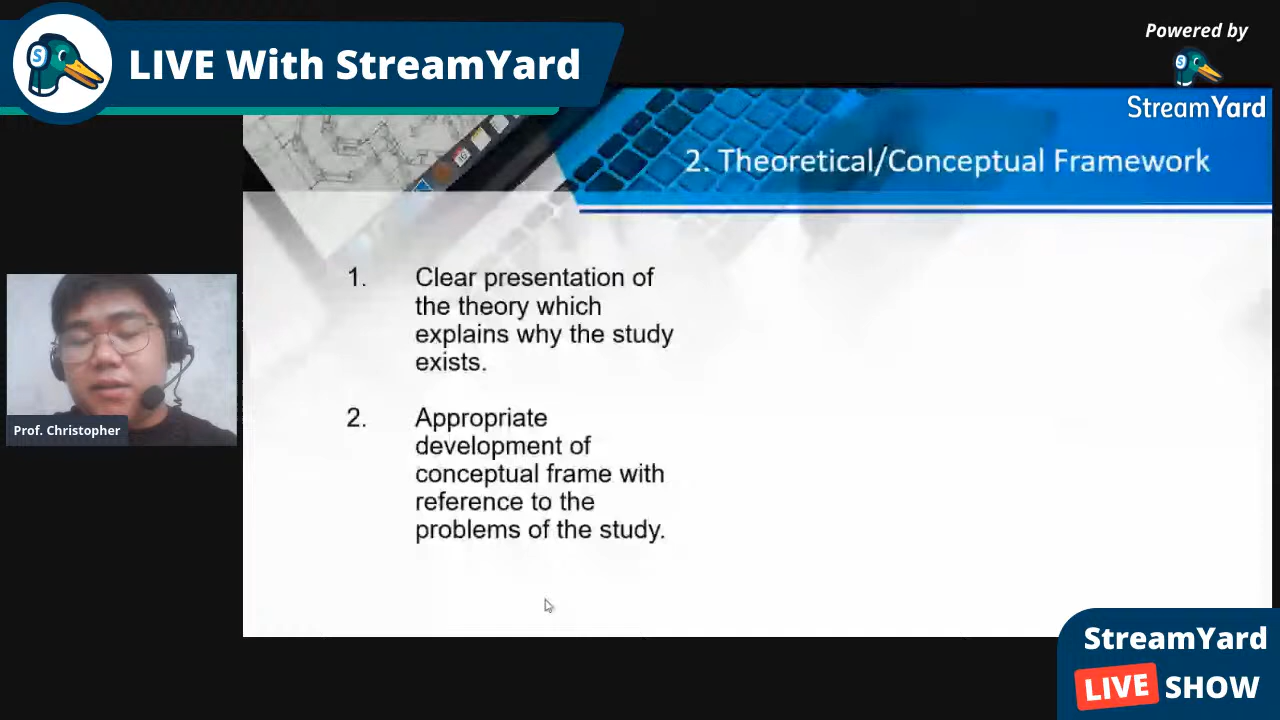 LIVE With StreamYard
Powered by
StreamYard
2. Theoretical/Conceptual Framework
1. Clear presentation of
the theory which
explains why the study
exists.
2. Appropriate
development of
conceptual frame with
reference to the
problems of the study.
Prof. Christopher
StreamYard
LIVE SHOW